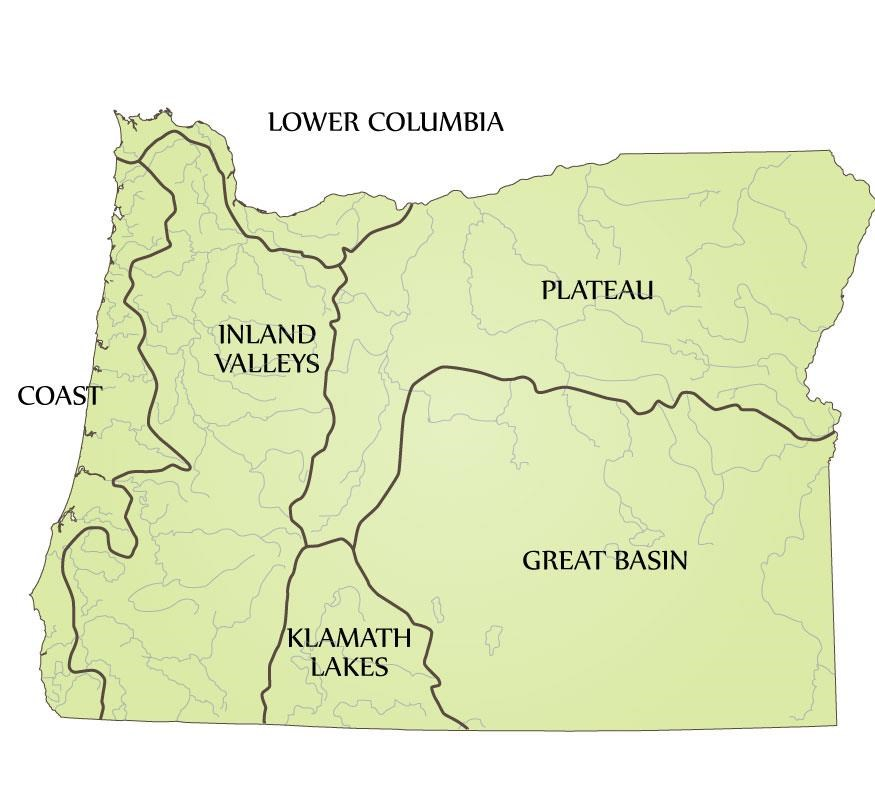 LOWER COLUMBIA
PLATEAU
INLAND
VALLEYS
COAST
GREAT BASIN
KLAMATH
LAKES